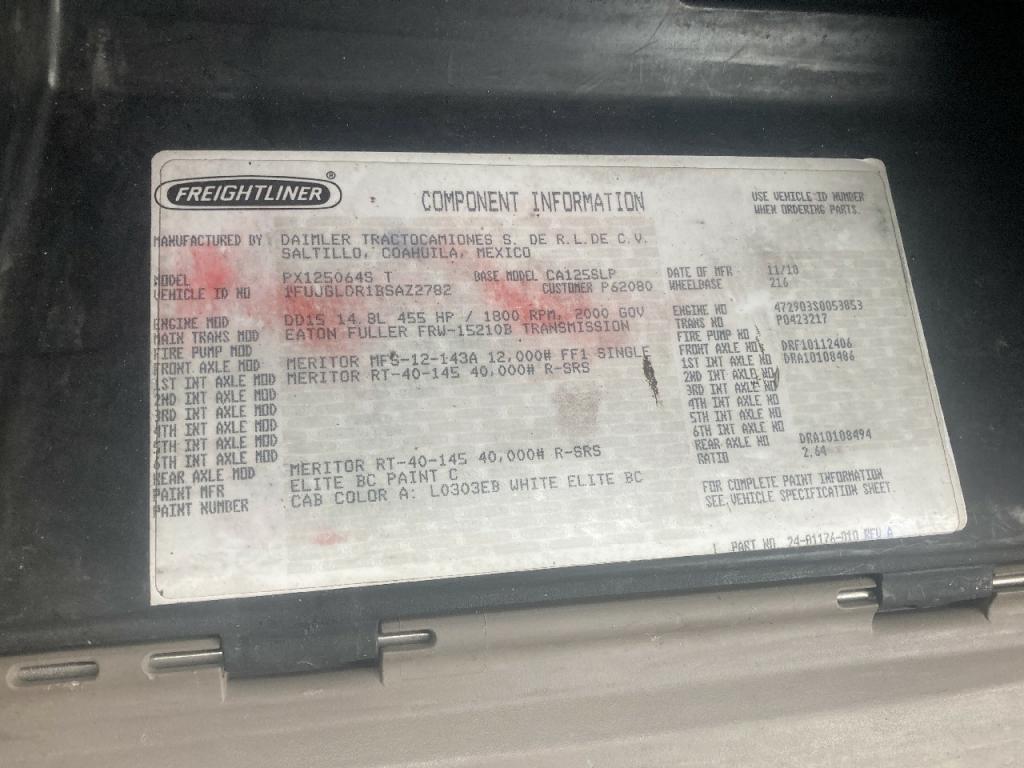 FREIGHTLINER®
COMPONENT INFORMATION
USE VEHICLE ID NUMBER
WHEN ORDERING PARTS.
MANUFACTURED BY DAIMLER TRACTOCAMIONES S. DE R.L.DE C.V.
SALTILLO, COAHUILA, MEXICO
MODEL PX125064S T BASE MODEL CA125SLP DATE OF MFR 11/10
VEHICLE ID NO 1FUJGLDR1BSAZ2782 CUSTOMER P62080 WHEELBASE 216
ENGINE MOD DD15 14.8L 455 HP / 1800 RPM, 2000 GOV ENGINE NO 472903S0053853
MAIN TRANS MOD EATON FULLER FRW-15210B TRANSMISSION TRANS NO P0423217
FIRE PUMP MOD FIRE PUMP NO
FRONT AXLE MOD MERITOR MFS-12-143A 12,000# FF1 SINGLE FRONT AXLE NO DRF10112406
1ST INT AXLE MOD MERITOR RT-40-145 40,000# R-SRS 1ST INT AXLE NO DRA10108486
2ND INT AXLE MOD 2ND INT AXLE NO
3RD INT AXLE MOD 3RD INT AXLE NO
4TH INT AXLE MOD 4TH INT AXLE NO
5TH INT AXLE MOD 5TH INT AXLE NO
6TH INT AXLE MOD 6TH INT AXLE NO
REAR AXLE MOD MERITOR RT-40-145 40,000# R-SRS REAR AXLE NO DRA10108494
RATIO 2.64
PAINT MFR ELITE BC PAINT C
PAINT NUMBER CAB COLOR A: L0303EB WHITE ELITE BC
FOR COMPLETE PAINT INFORMATION
SEE VEHICLE SPECIFICATION SHEET.
PART NO. 24-01176-010 REV A